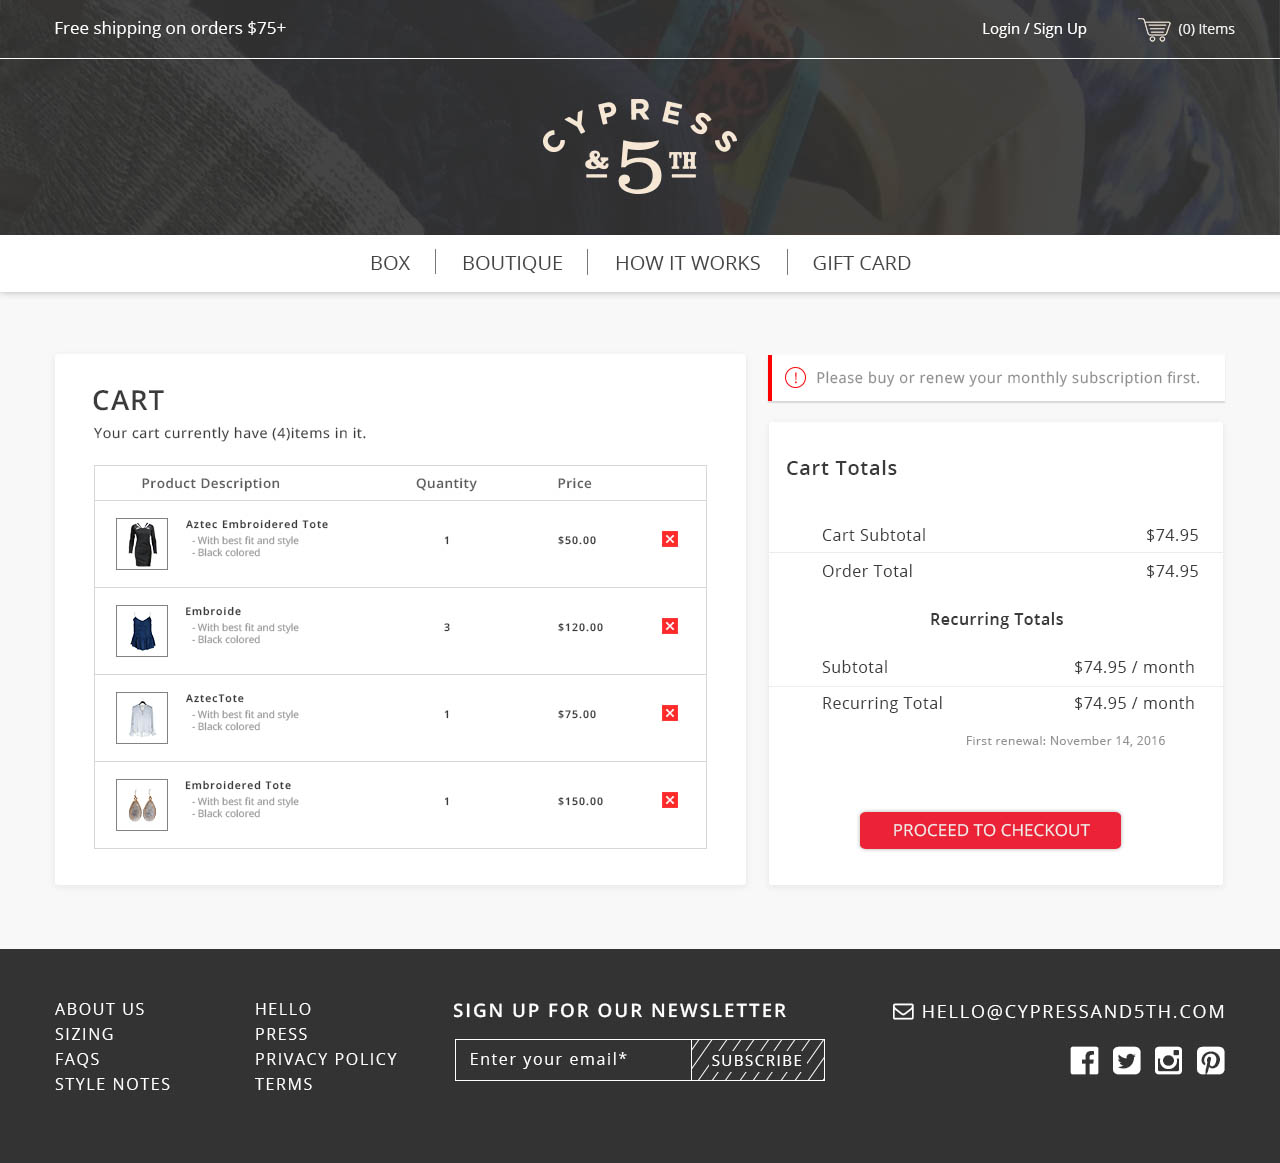 Free shipping on orders $75+
Login / Sign Up
(0) Items
CYPRESS
& 5TH
BOX
BOUTIQUE
HOW IT WORKS
GIFT CARD
CART
Your cart currently have (4)items in it.
Product Description Quantity Price
Aztec Embroidered Tote
- With best fit and style
- Black colored
1 $50.00
Embroide
- With best fit and style
- Black colored
3 $120.00
AztecTote
- With best fit and style
- Black colored
1 $75.00
Embroidered Tote
- With best fit and style
- Black colored
1 $150.00
Please buy or renew your monthly subscription first.
Cart Totals
Cart Subtotal $74.95
Order Total $74.95
Recurring Totals
Subtotal $74.95 / month
Recurring Total $74.95 / month
First renewal: November 14, 2016
PROCEED TO CHECKOUT
ABOUT US
SIZING
FAQS
STYLE NOTES
HELLO
PRESS
PRIVACY POLICY
TERMS
SIGN UP FOR OUR NEWSLETTER
Enter your email*
SUBSCRIBE
HELLO@CYPRESSAND5TH.COM